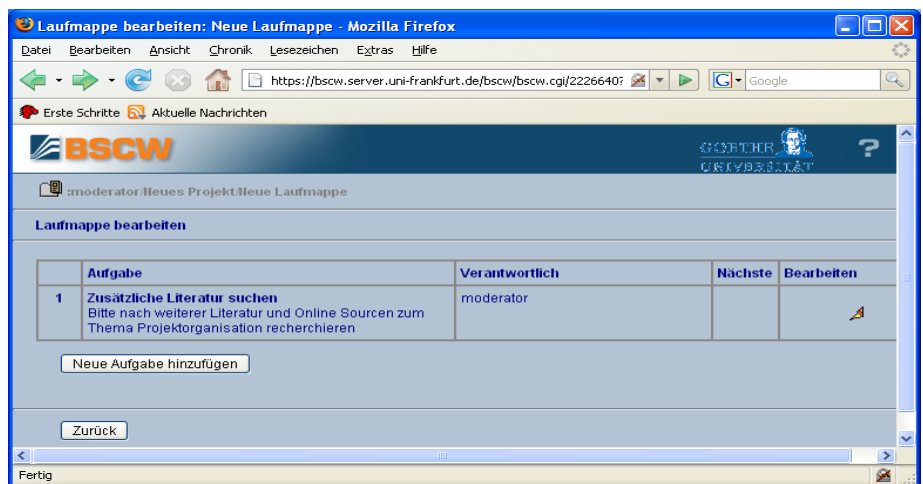 Laufmappe bearbeiten: Neue Laufmappe - Mozilla Firefox
Datei Bearbeiten Ansicht Chronik Lesezeichen Extras Hilfe
https://bscw.server.uni-frankfurt.de/bscw/bscw.cgi/2226640? G Google
Erste Schritte Aktuelle Nachrichten
BSCW GOETHE ?
UNIVERSITÄT
:moderator/Neues Projekt/Neue Laufmappe
Laufmappe bearbeiten
Aufgabe Verantwortlich Nächste Bearbeiten
1 Zusätzliche Literatur suchen moderator
Bitte nach weiterer Literatur und Online Sourcen zum
Thema Projektorganisation recherchieren
Neue Aufgabe hinzufügen
Zurück
Fertig